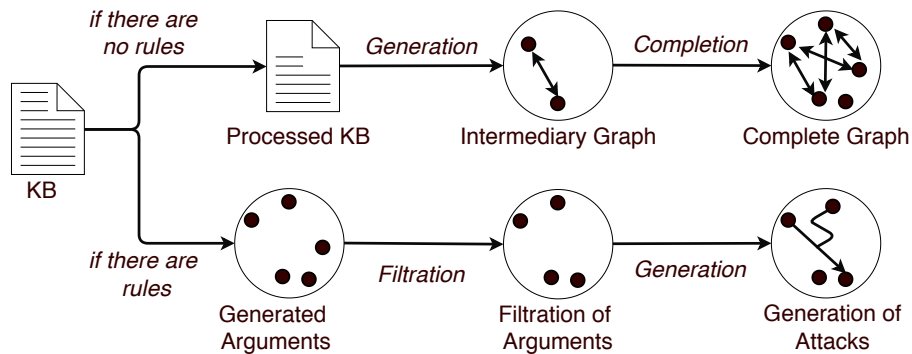 if there are
no rules
Generation
Completion
Processed KB
Intermediary Graph
Complete Graph
KB
if there are
rules
Filtration
Generation
Generated
Arguments
Filtration of
Arguments
Generation of
Attacks